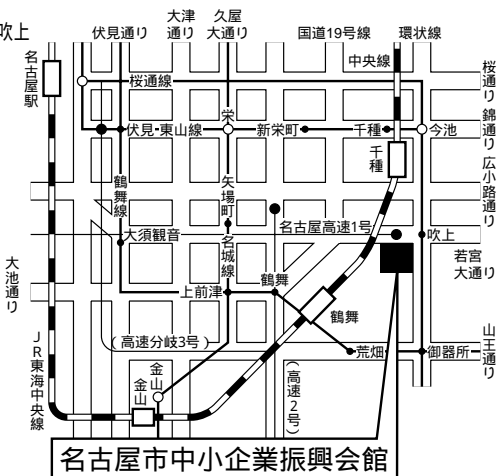 吹上
伏見通り
大津通り
久屋大通り
国道19号線
環状線
中央線
名古屋駅
桜通線
桜通り
栄
伏見・東山線
新栄町
千種
今池
錦通り
千種
広小路通り
鶴舞線
矢場町
名城線
名古屋高速1号
大須観音
吹上
若宮大通り
大池通り
上前津
鶴舞
鶴舞
(高速分岐3号)
荒畑
御器所
山王通り
JR東海中央線
金山
金山
(高速2号)
名古屋市中小企業振興会館